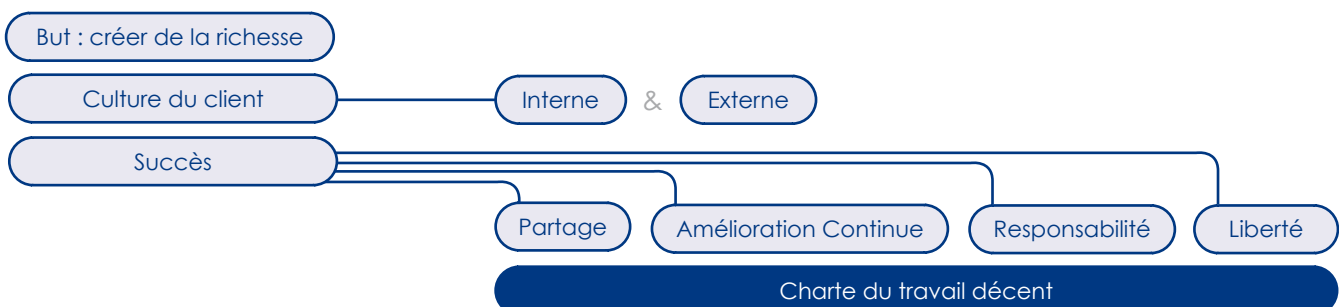 But : créer de la richesse
Culture du client
Interne & Externe
Succès
Partage
Amélioration Continue
Responsabilité
Liberté
Charte du travail décent